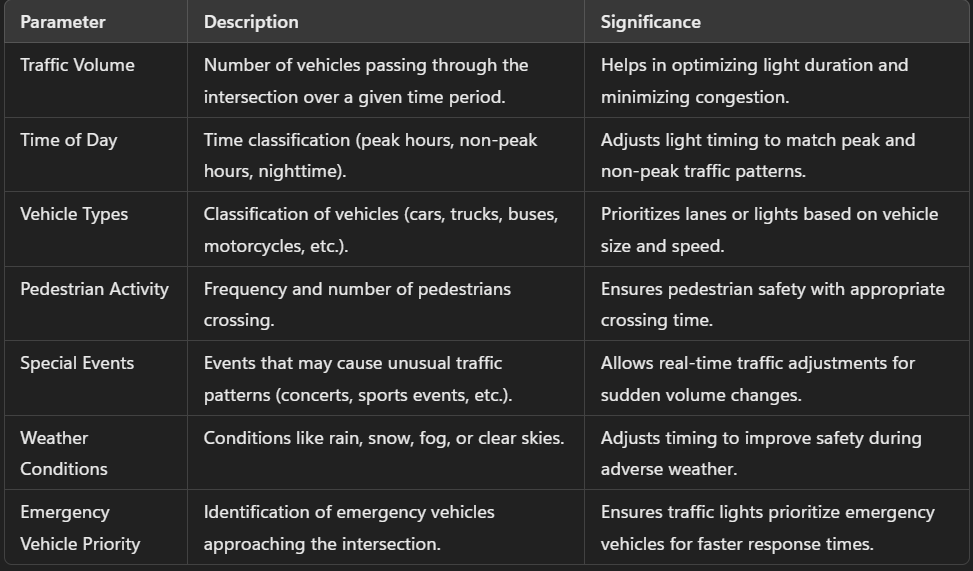 Parameter Description Significance
Traffic Volume Number of vehicles passing through the Helps in optimizing light duration and
intersection over a given time period. minimizing congestion.
Time of Day Time classification (peak hours, non-peak Adjusts light timing to match peak and
hours, nighttime). non-peak traffic patterns.
Vehicle Types Classification of vehicles (cars, trucks, buses, Prioritizes lanes or lights based on vehicle
motorcycles, etc.). size and speed.
Pedestrian Activity Frequency and number of pedestrians Ensures pedestrian safety with appropriate
crossing. crossing time.
Special Events Events that may cause unusual traffic Allows real-time traffic adjustments for
patterns (concerts, sports events, etc.). sudden volume changes.
Weather Conditions like rain, snow, fog, or clear skies. Adjusts timing to improve safety during
Conditions adverse weather.
Emergency Identification of emergency vehicles Ensures traffic lights prioritize emergency
Vehicle Priority approaching the intersection. vehicles for faster response times.